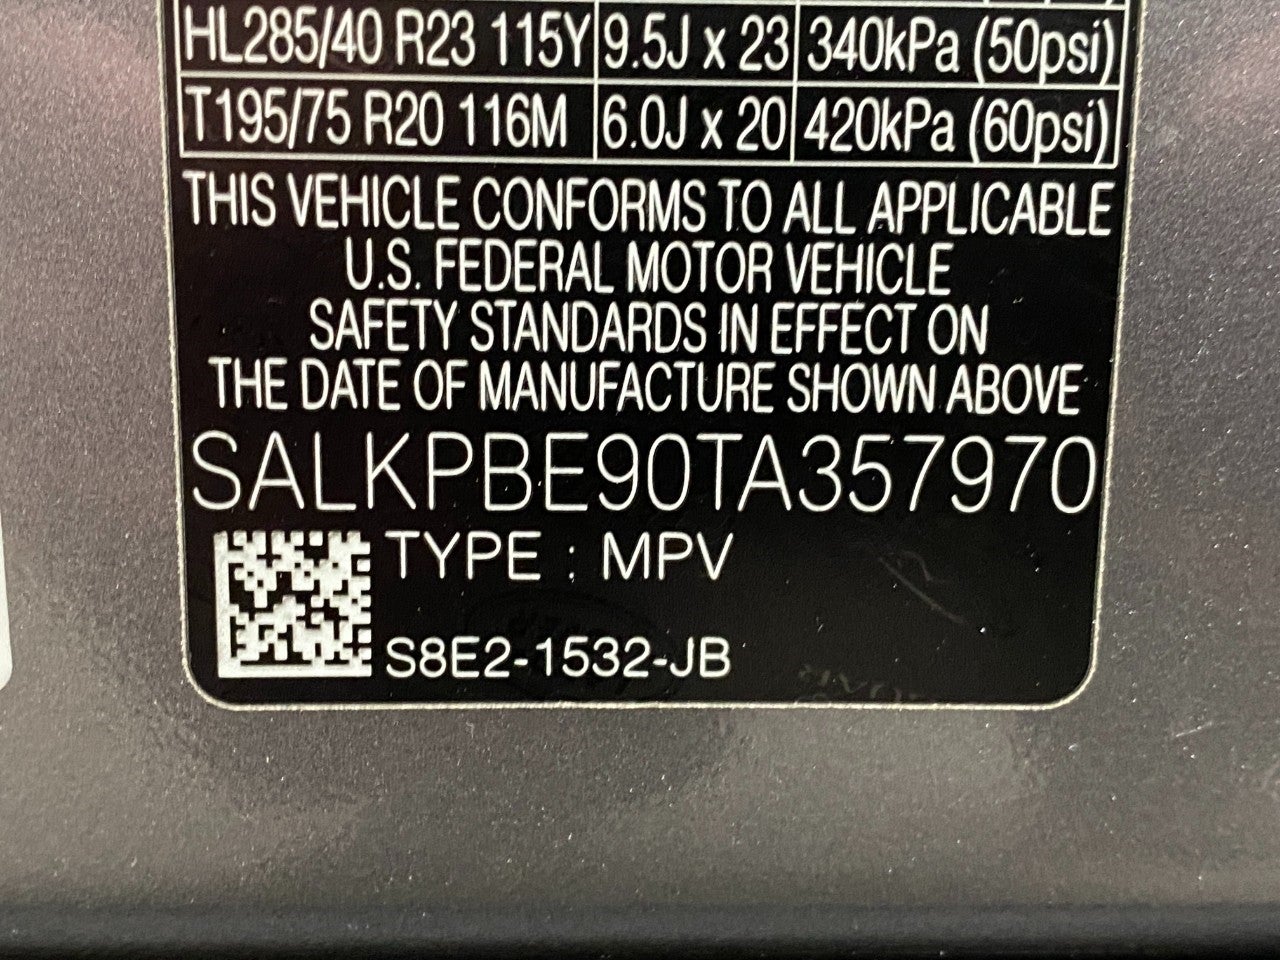 HL285/40 R23 115Y 9.5J x 23 340kPa (50psi)
T195/75 R20 116M 6.0J x 20 420kPa (60psi)
THIS VEHICLE CONFORMS TO ALL APPLICABLE
U.S. FEDERAL MOTOR VEHICLE
SAFETY STANDARDS IN EFFECT ON
THE DATE OF MANUFACTURE SHOWN ABOVE
SALKPBE90TA357970
TYPE : MPV
S8E2-1532-JB